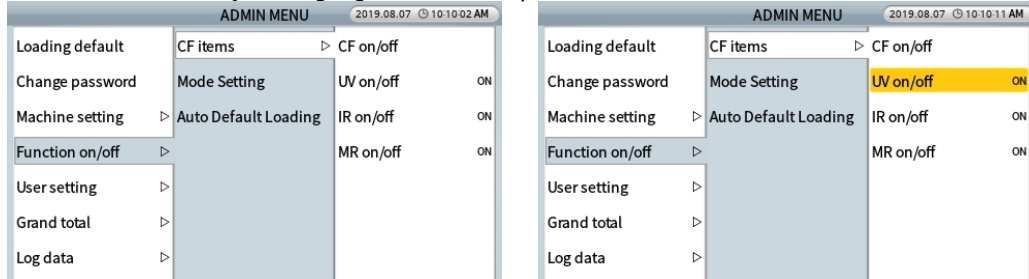 ADMIN MENU 2019.08.07 10:10:02 AM
Loading default CF items ▷ CF on/off
Change password Mode Setting UV on/off ON
Machine setting ▷ Auto Default Loading IR on/off ON
Function on/off ▷ MR on/off ON
User setting ▷
Grand total ▷
Log data ▷
ADMIN MENU 2019.08.07 10:10:11 AM
Loading default CF items ▷ CF on/off
Change password Mode Setting UV on/off ON
Machine setting ▷ Auto Default Loading IR on/off ON
Function on/off ▷ MR on/off ON
User setting ▷
Grand total ▷
Log data ▷